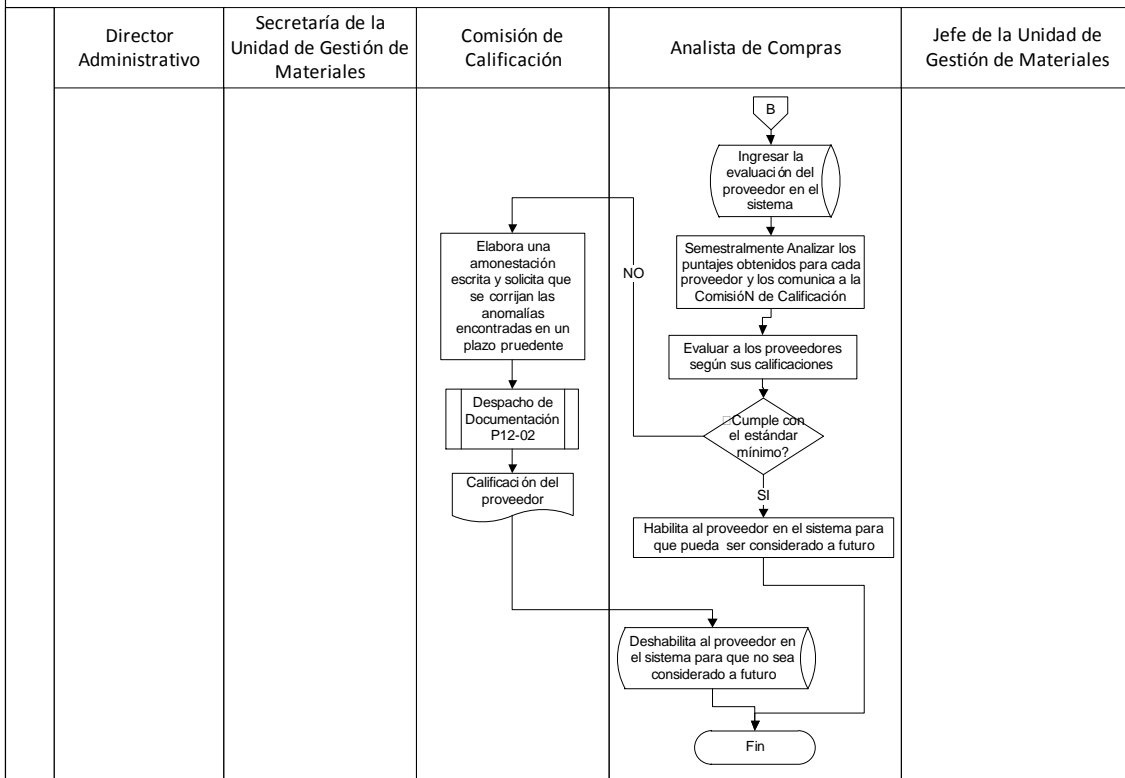 Director
Administrativo
Secretaría de la
Unidad de Gestión de
Materiales
Comisión de
Calificación
Analista de Compras
Jefe de la Unidad de
Gestión de Materiales
B
Ingresar la
evaluación del
proveedor en el
sistema
Semestralmente Analizar los
puntajes obtenidos para cada
proveedor y los comunica a la
ComisióN de Calificación
Evaluar a los proveedores
según sus calificaciones
Cumple con
el estándar
mínimo?
NO
SI
Elabora una
amonestación
escrita y solicita que
se corrijan las
anomalías
encontradas en un
plazo pruedente
Despacho de
Documentación
P12-02
Calificación del
proveedor
Habilita al proveedor en el sistema para
que pueda ser considerado a futuro
Deshabilita al proveedor en
el sistema para que no sea
considerado a futuro
Fin